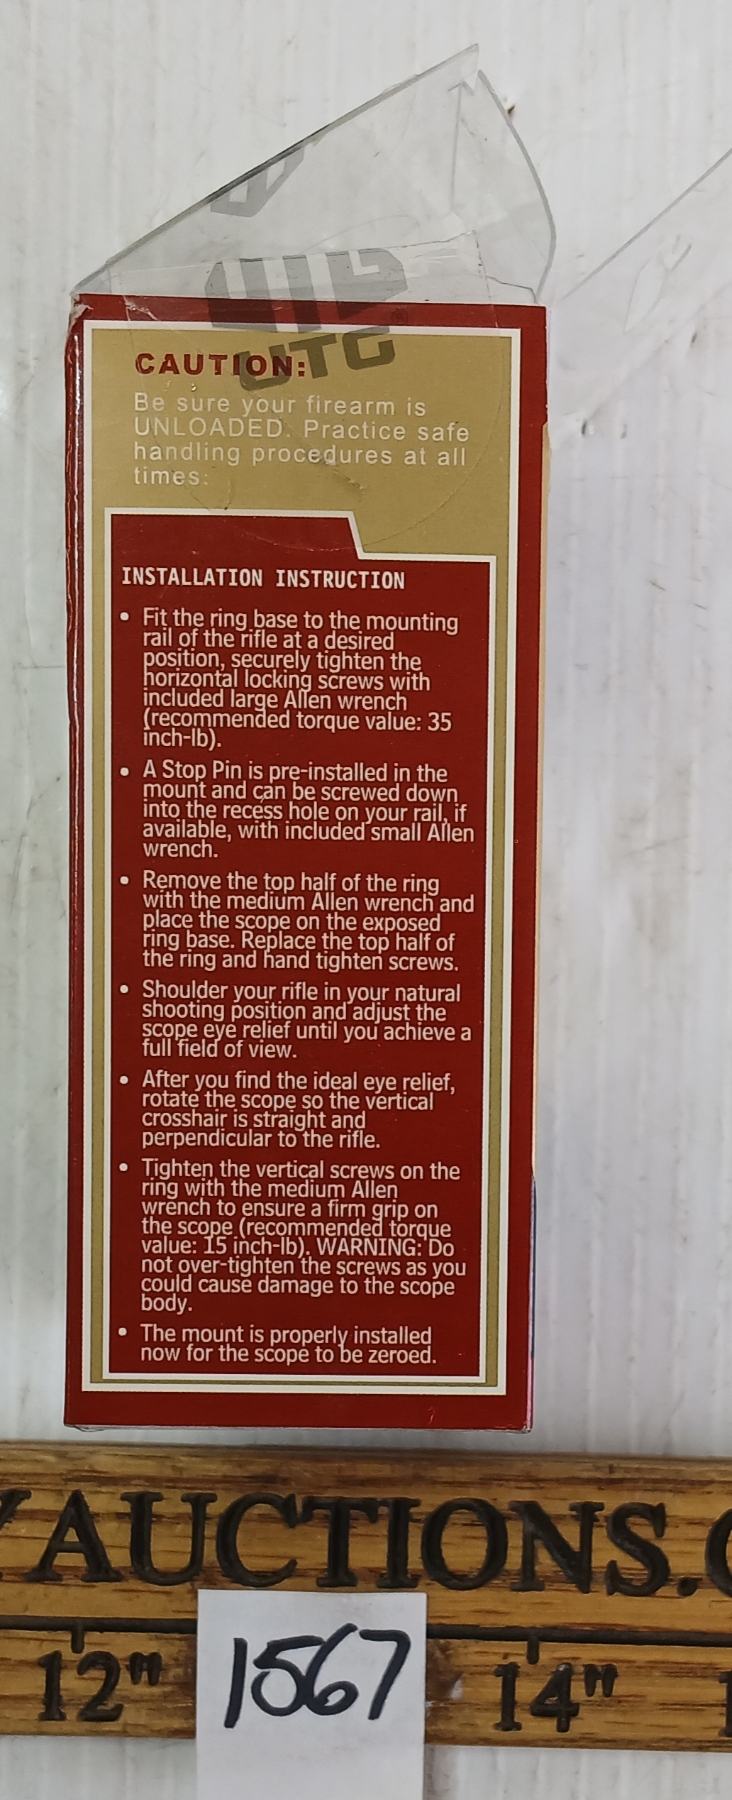 UTG
CAUTION:
Be sure your firearm is
UNLOADED. Practice safe
handling procedures at all
times.
INSTALLATION INSTRUCTION
• Fit the ring base to the mounting
rail of the rifle at a desired
position, securely tighten the
horizontal locking screws with
included large Allen wrench
(recommended torque value: 35
inch-lb).
• A Stop Pin is pre-installed in the
mount and can be screwed down
into the recess hole on your rail, if
available, with included small Allen
wrench.
• Remove the top half of the ring
with the medium Allen wrench and
place the scope on the exposed
ring base. Replace the top half of
the ring and hand tighten screws.
• Shoulder your rifle in your natural
shooting position and adjust the
scope eye relief until you achieve a
full field of view.
• After you find the ideal eye relief,
rotate the scope so the vertical
crosshair is straight and
perpendicular to the rifle.
• Tighten the vertical screws on the
ring with the medium Allen
wrench to ensure a firm grip on
the scope (recommended torque
value: 15 inch-lb). WARNING: Do
not over-tighten the screws as you
could cause damage to the scope
body.
• The mount is properly installed
now for the scope to be zeroed.
AUCTIONS.
12" 1567 14"